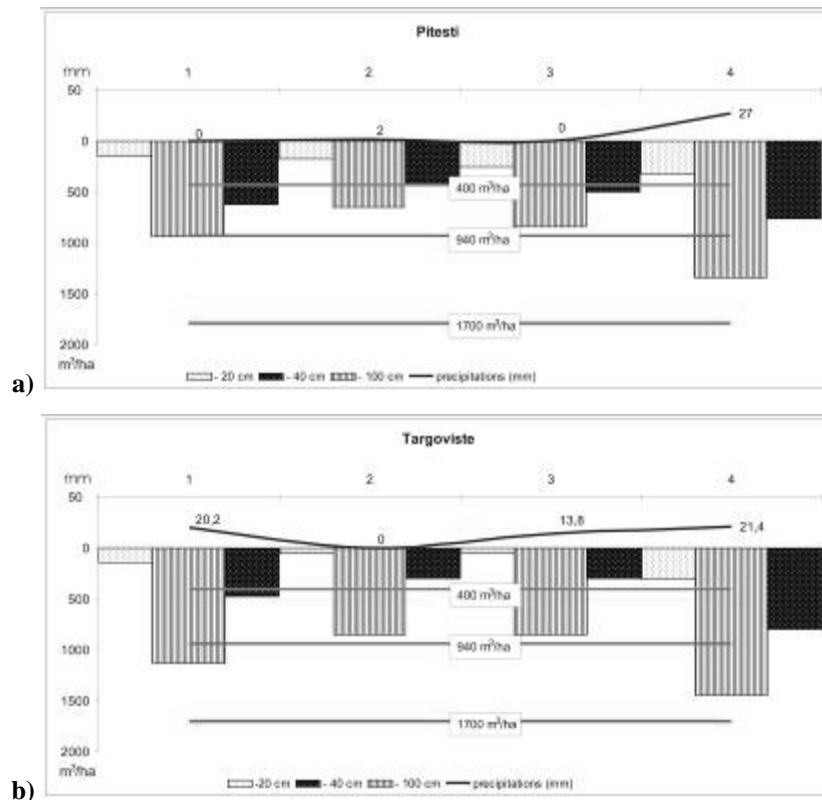 Pitesti
mm 1 2 3 4
50
27
0 2 0
0
400 m³/ha
500
940 m³/ha
1000
1500
1700 m³/ha
2000
m³/ha
- 20 cm - 40 cm - 100 cm precipitations (mm)
a)
Targoviste
mm 1 2 3 4
50
20,2 0 13,8 21,4
0
400 m³/ha
500
940 m³/ha
1000
1500
1700 m³/ha
2000
m³/ha
-20 cm - 40 cm - 100 cm precipitations (mm)
b)